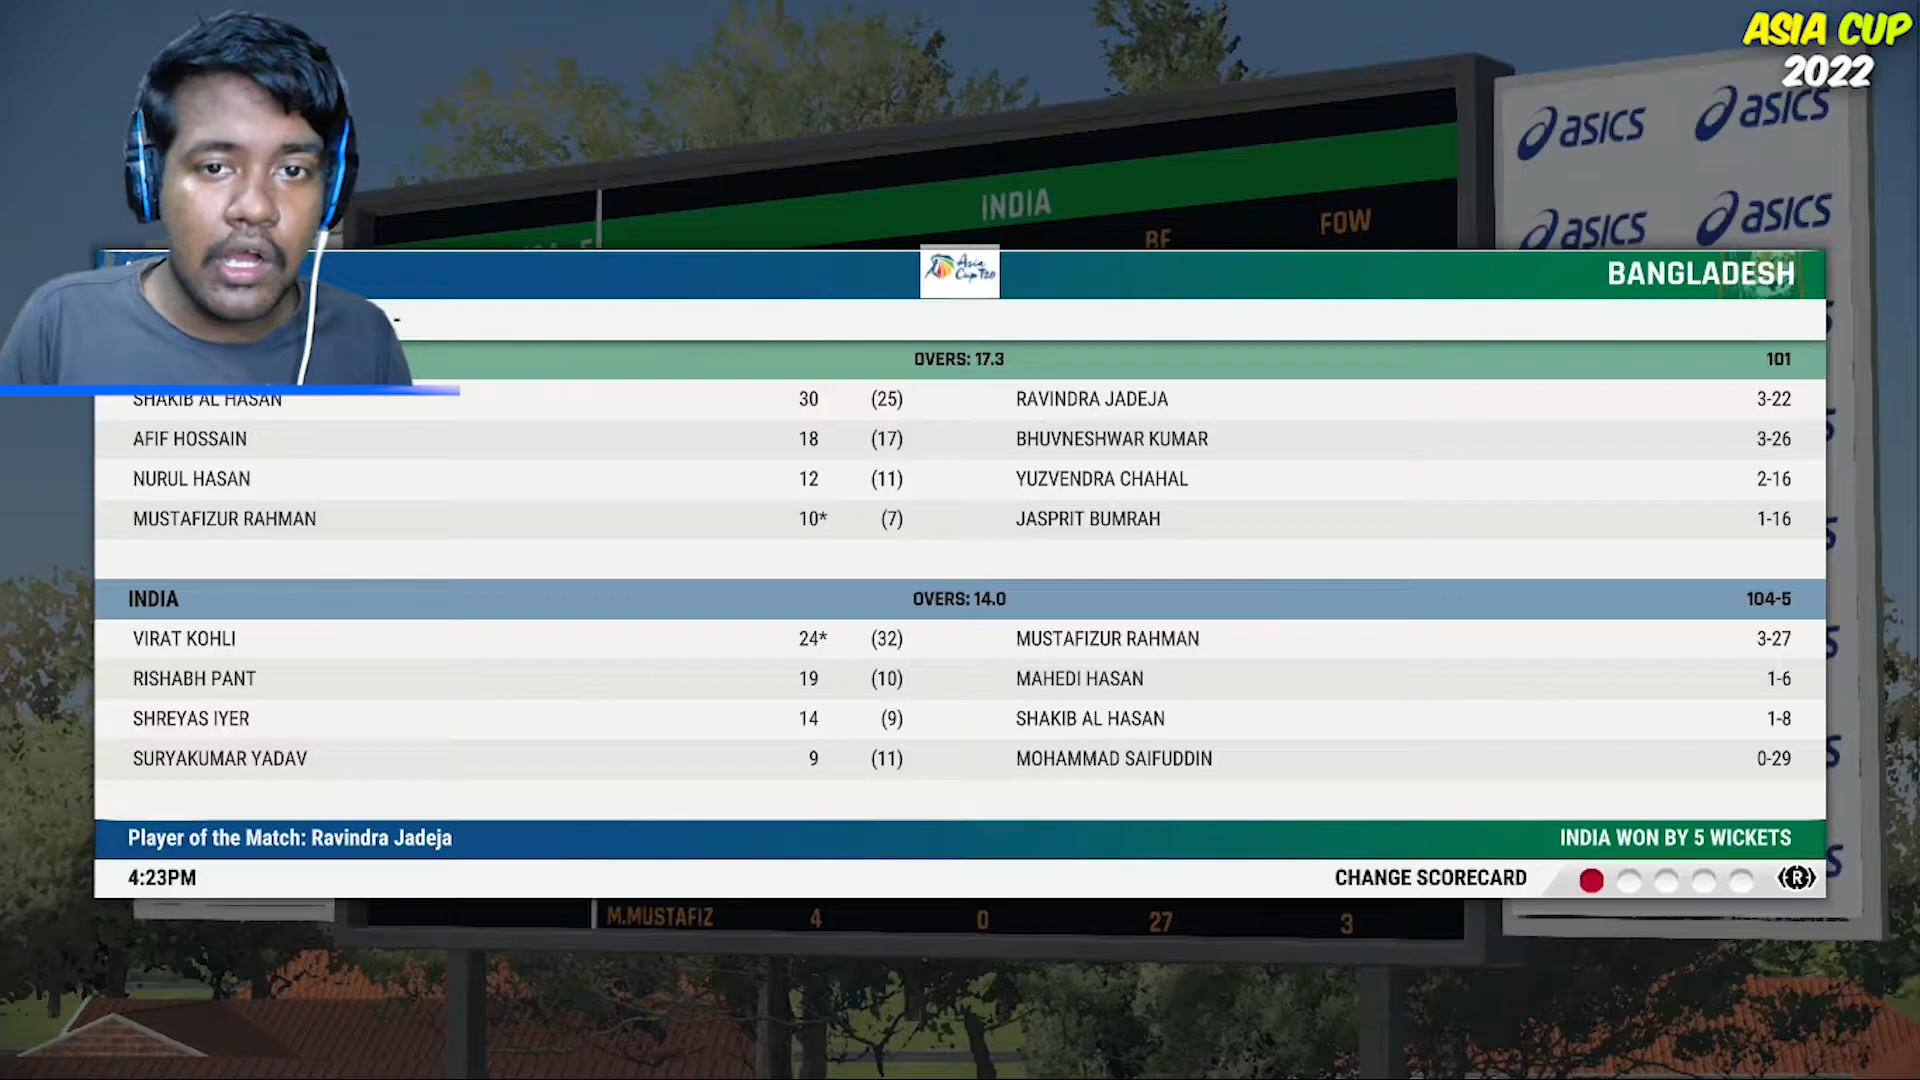 ASIA CUP
2022
asics asics
asics asics
INDIA
BF
FOW
Asia
Cup T20
BANGLADESH
-
OVERS: 17.3 101
SHAKIB AL HASAN 30 (25) RAVINDRA JADEJA 3-22
AFIF HOSSAIN 18 (17) BHUVNESHWAR KUMAR 3-26
NURUL HASAN 12 (11) YUZVENDRA CHAHAL 2-16
MUSTAFIZUR RAHMAN 10* (7) JASPRIT BUMRAH 1-16
INDIA OVERS: 14.0 104-5
VIRAT KOHLI 24* (32) MUSTAFIZUR RAHMAN 3-27
RISHABH PANT 19 (10) MAHEDI HASAN 1-6
SHREYAS IYER 14 (9) SHAKIB AL HASAN 1-8
SURYAKUMAR YADAV 9 (11) MOHAMMAD SAIFUDDIN 0-29
Player of the Match: Ravindra Jadeja INDIA WON BY 5 WICKETS
4:23PM CHANGE SCORECARD R
M.MUSTAFIZ 4 0 27 3